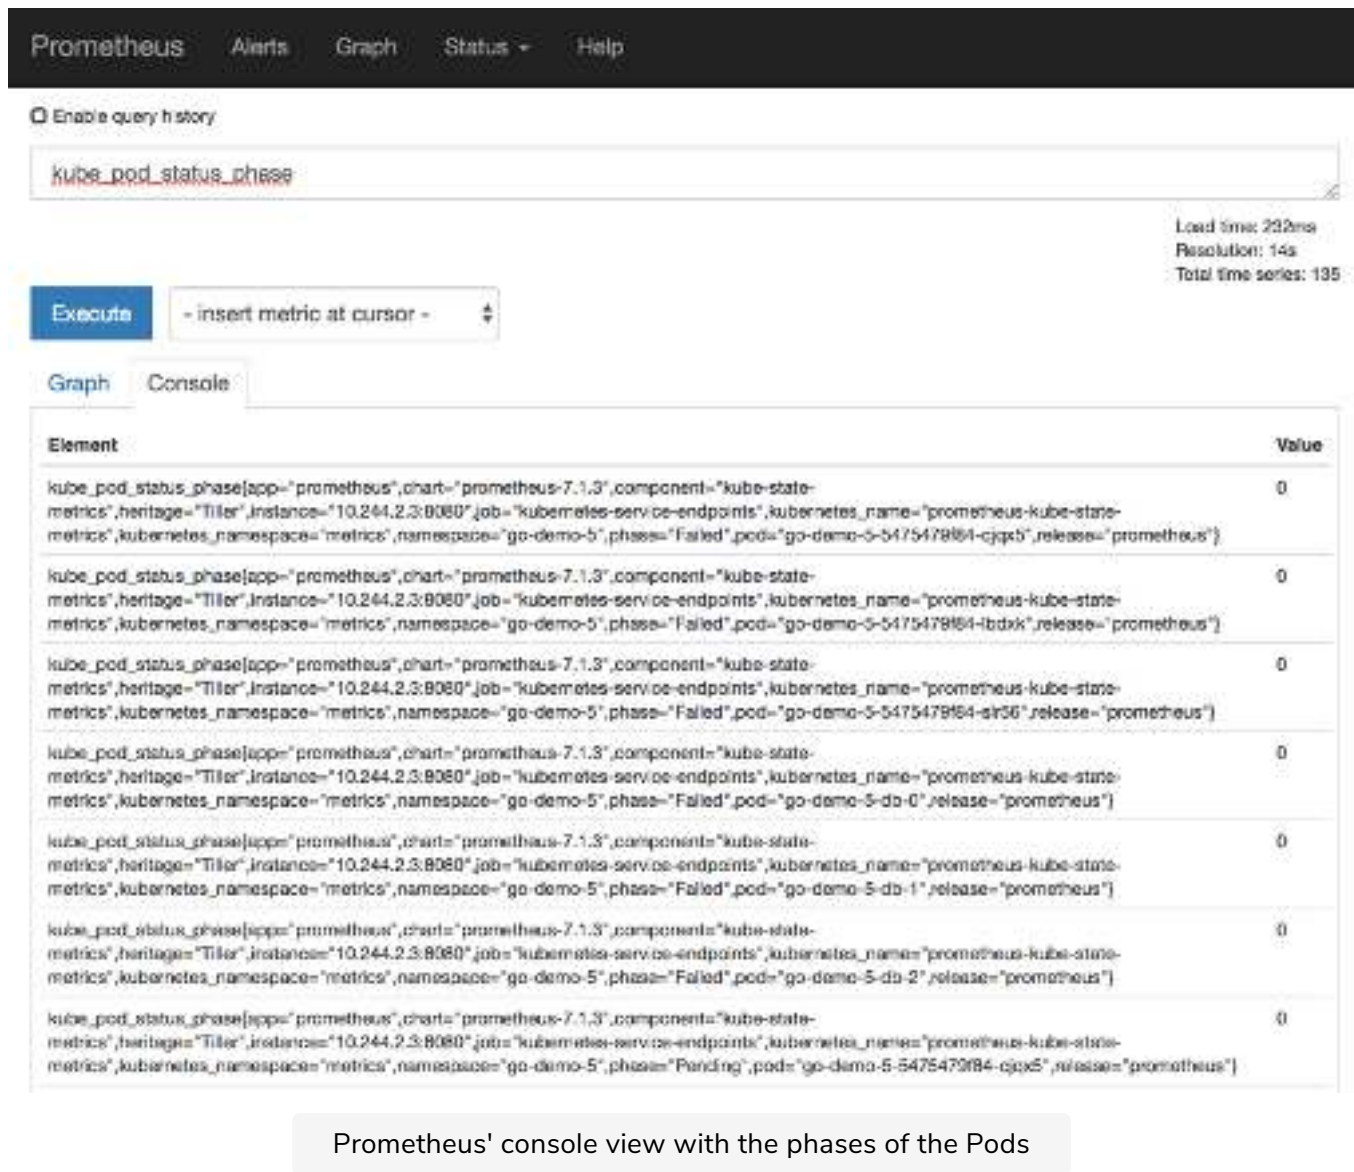 Prometheus Alerts Graph Status Help
Enable query history
kube_pod_status_phase
Load time: 232ms
Resolution: 14s
Total time series: 135
Execute - insert metric at cursor -
Graph Console
Element Value
kube_pod_status_phase{app="prometheus",chart="prometheus-7.1.3",component="kube-state- 0
metrics",heritage="Tiller",instance="10.244.2.3:8080",job="kubernetes-service-endpoints",kubernetes_name="prometheus-kube-state-
metrics",kubernetes_namespace="metrics",namespace="go-demo-5",phase="Failed",pod="go-demo-5-5475479f84-cjqx5",release="prometheus"}
kube_pod_status_phase{app="prometheus",chart="prometheus-7.1.3",component="kube-state- 0
metrics",heritage="Tiller",instance="10.244.2.3:8080",job="kubernetes-service-endpoints",kubernetes_name="prometheus-kube-state-
metrics",kubernetes_namespace="metrics",namespace="go-demo-5",phase="Failed",pod="go-demo-5-5475479f84-lbdxk",release="prometheus"}
kube_pod_status_phase{app="prometheus",chart="prometheus-7.1.3",component="kube-state- 0
metrics",heritage="Tiller",instance="10.244.2.3:8080",job="kubernetes-service-endpoints",kubernetes_name="prometheus-kube-state-
metrics",kubernetes_namespace="metrics",namespace="go-demo-5",phase="Failed",pod="go-demo-5-5475479f84-slr56",release="prometheus"}
kube_pod_status_phase{app="prometheus",chart="prometheus-7.1.3",component="kube-state- 0
metrics",heritage="Tiller",instance="10.244.2.3:8080",job="kubernetes-service-endpoints",kubernetes_name="prometheus-kube-state-
metrics",kubernetes_namespace="metrics",namespace="go-demo-5",phase="Failed",pod="go-demo-5-db-0",release="prometheus"}
kube_pod_status_phase{app="prometheus",chart="prometheus-7.1.3",component="kube-state- 0
metrics",heritage="Tiller",instance="10.244.2.3:8080",job="kubernetes-service-endpoints",kubernetes_name="prometheus-kube-state-
metrics",kubernetes_namespace="metrics",namespace="go-demo-5",phase="Failed",pod="go-demo-5-db-1",release="prometheus"}
kube_pod_status_phase{app="prometheus",chart="prometheus-7.1.3",component="kube-state- 0
metrics",heritage="Tiller",instance="10.244.2.3:8080",job="kubernetes-service-endpoints",kubernetes_name="prometheus-kube-state-
metrics",kubernetes_namespace="metrics",namespace="go-demo-5",phase="Failed",pod="go-demo-5-db-2",release="prometheus"}
kube_pod_status_phase{app="prometheus",chart="prometheus-7.1.3",component="kube-state- 0
metrics",heritage="Tiller",instance="10.244.2.3:8080",job="kubernetes-service-endpoints",kubernetes_name="prometheus-kube-state-
metrics",kubernetes_namespace="metrics",namespace="go-demo-5",phase="Pending",pod="go-demo-5-5475479f84-cjqx5",release="prometheus"}
Prometheus' console view with the phases of the Pods